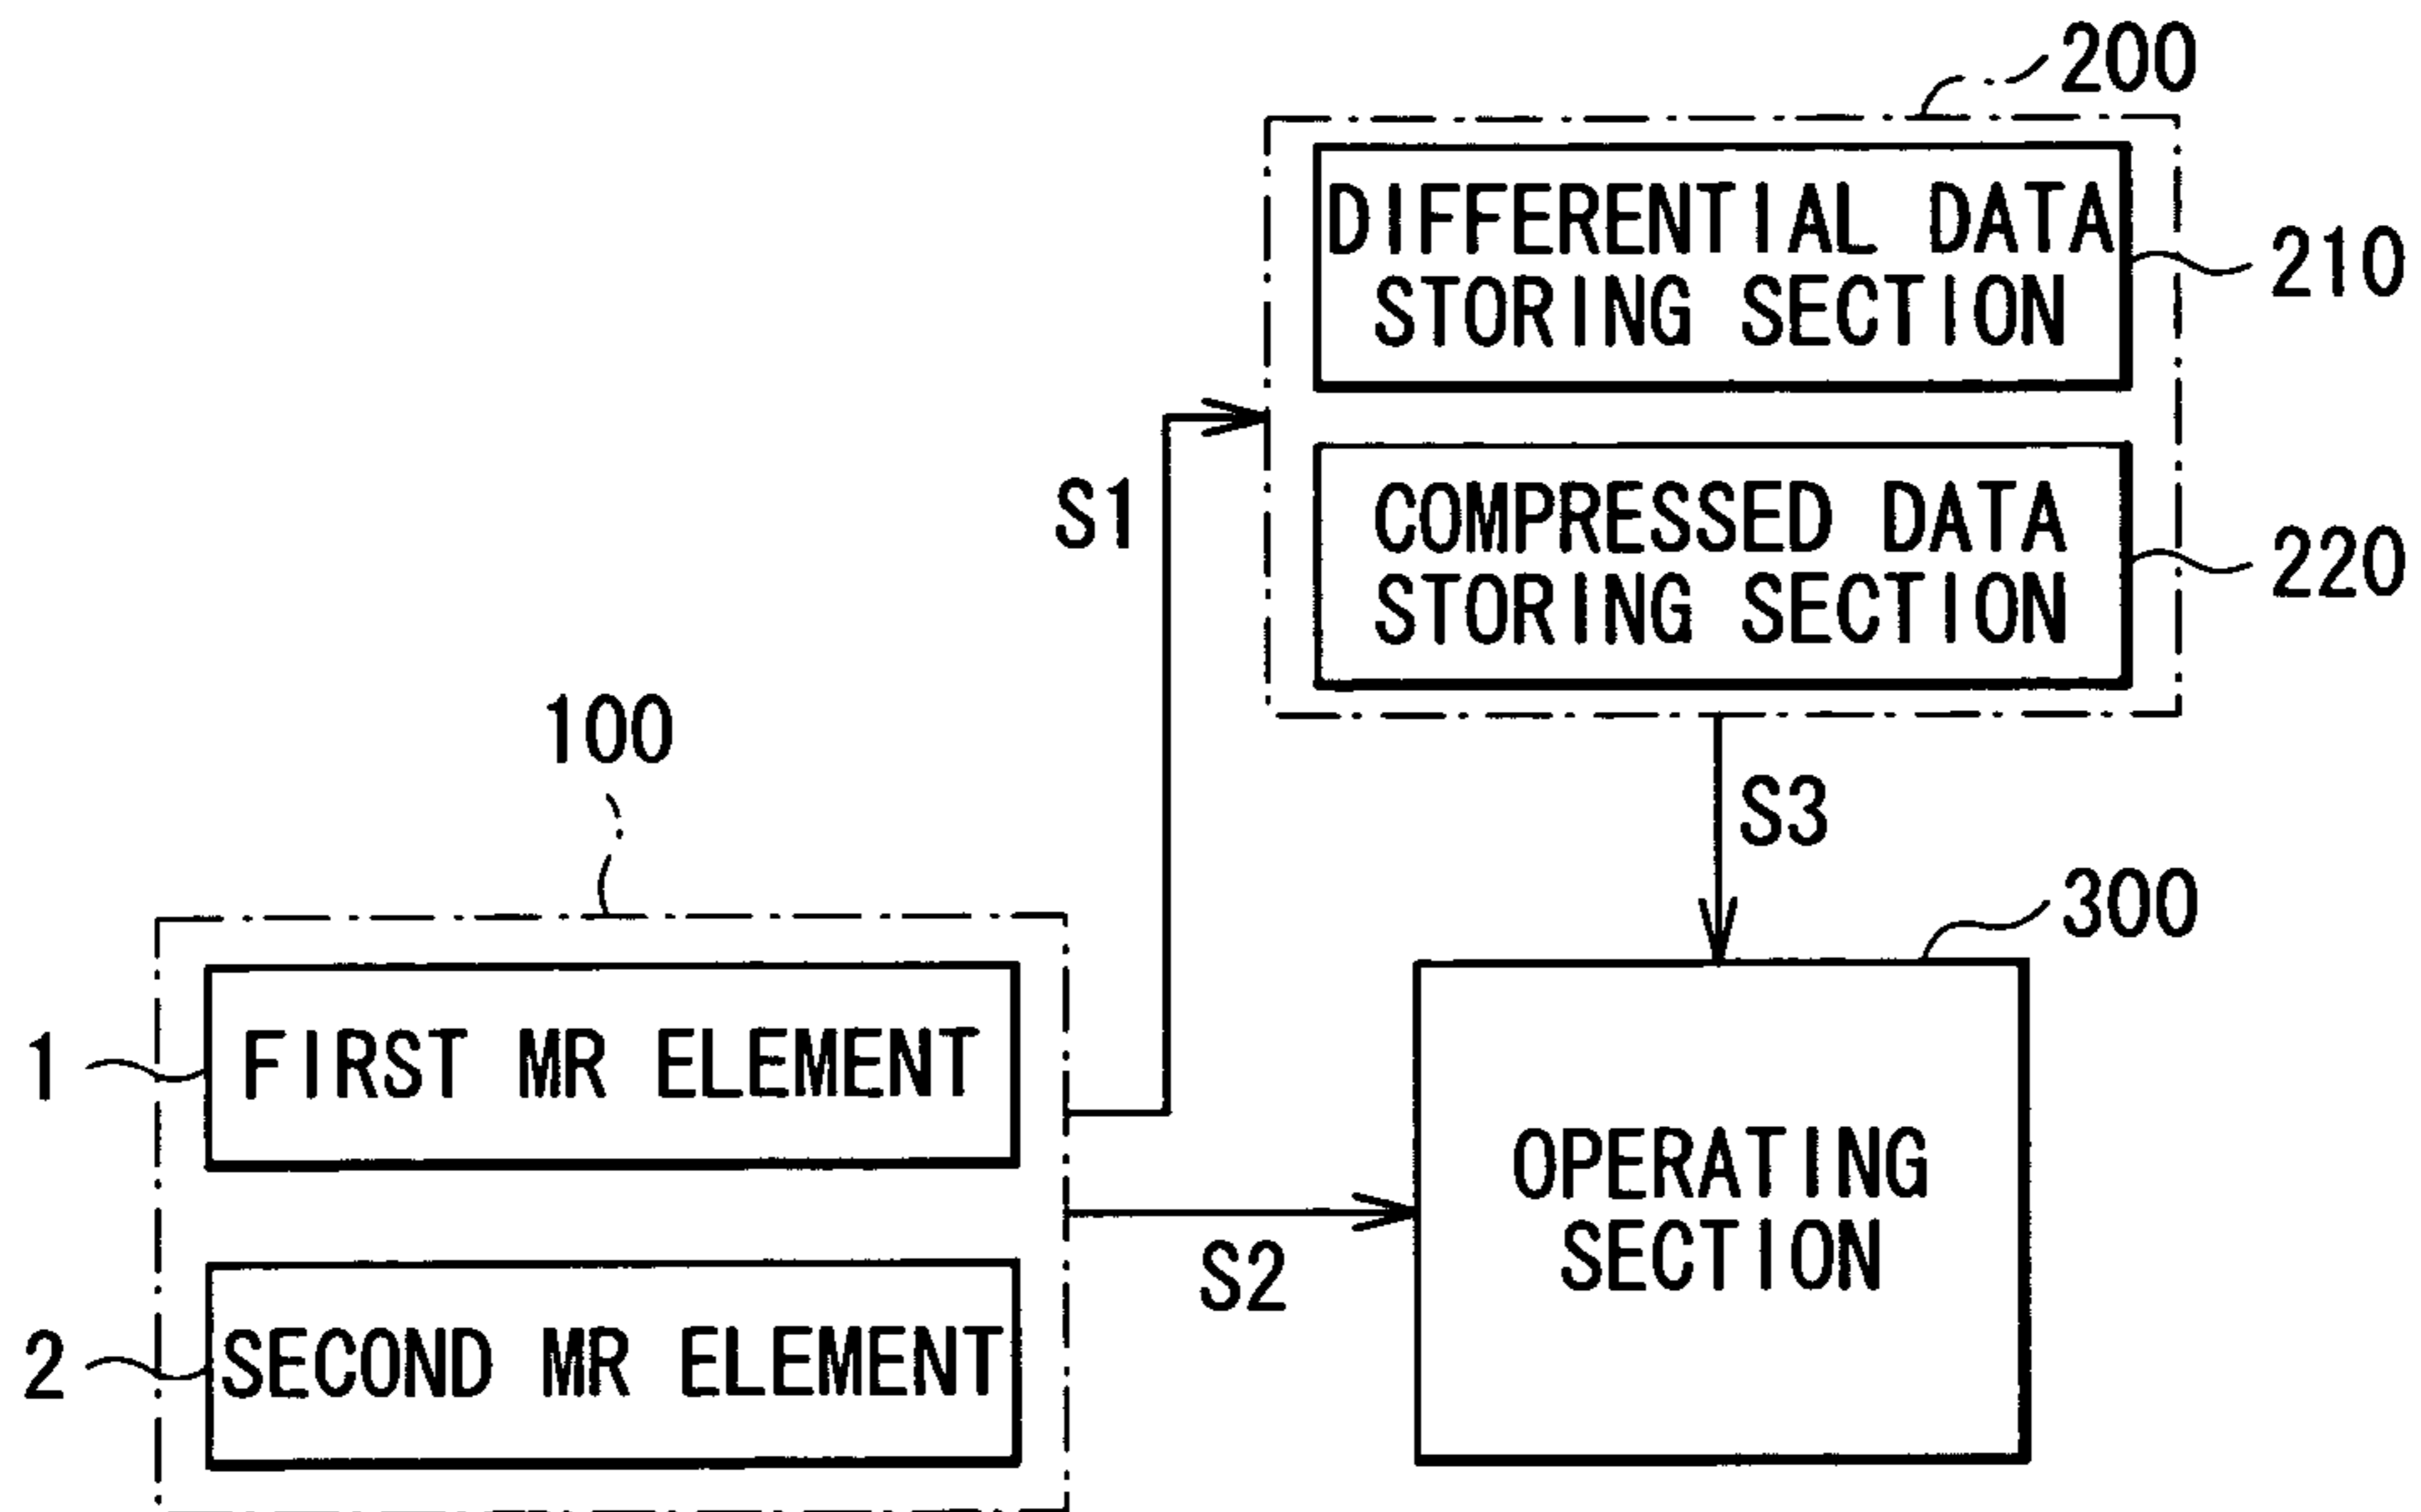 200
DIFFERENTIAL DATA
STORING SECTION
210
S1
COMPRESSED DATA
STORING SECTION
220
100
S3
300
1
FIRST MR ELEMENT
OPERATING
SECTION
S2
2
SECOND MR ELEMENT